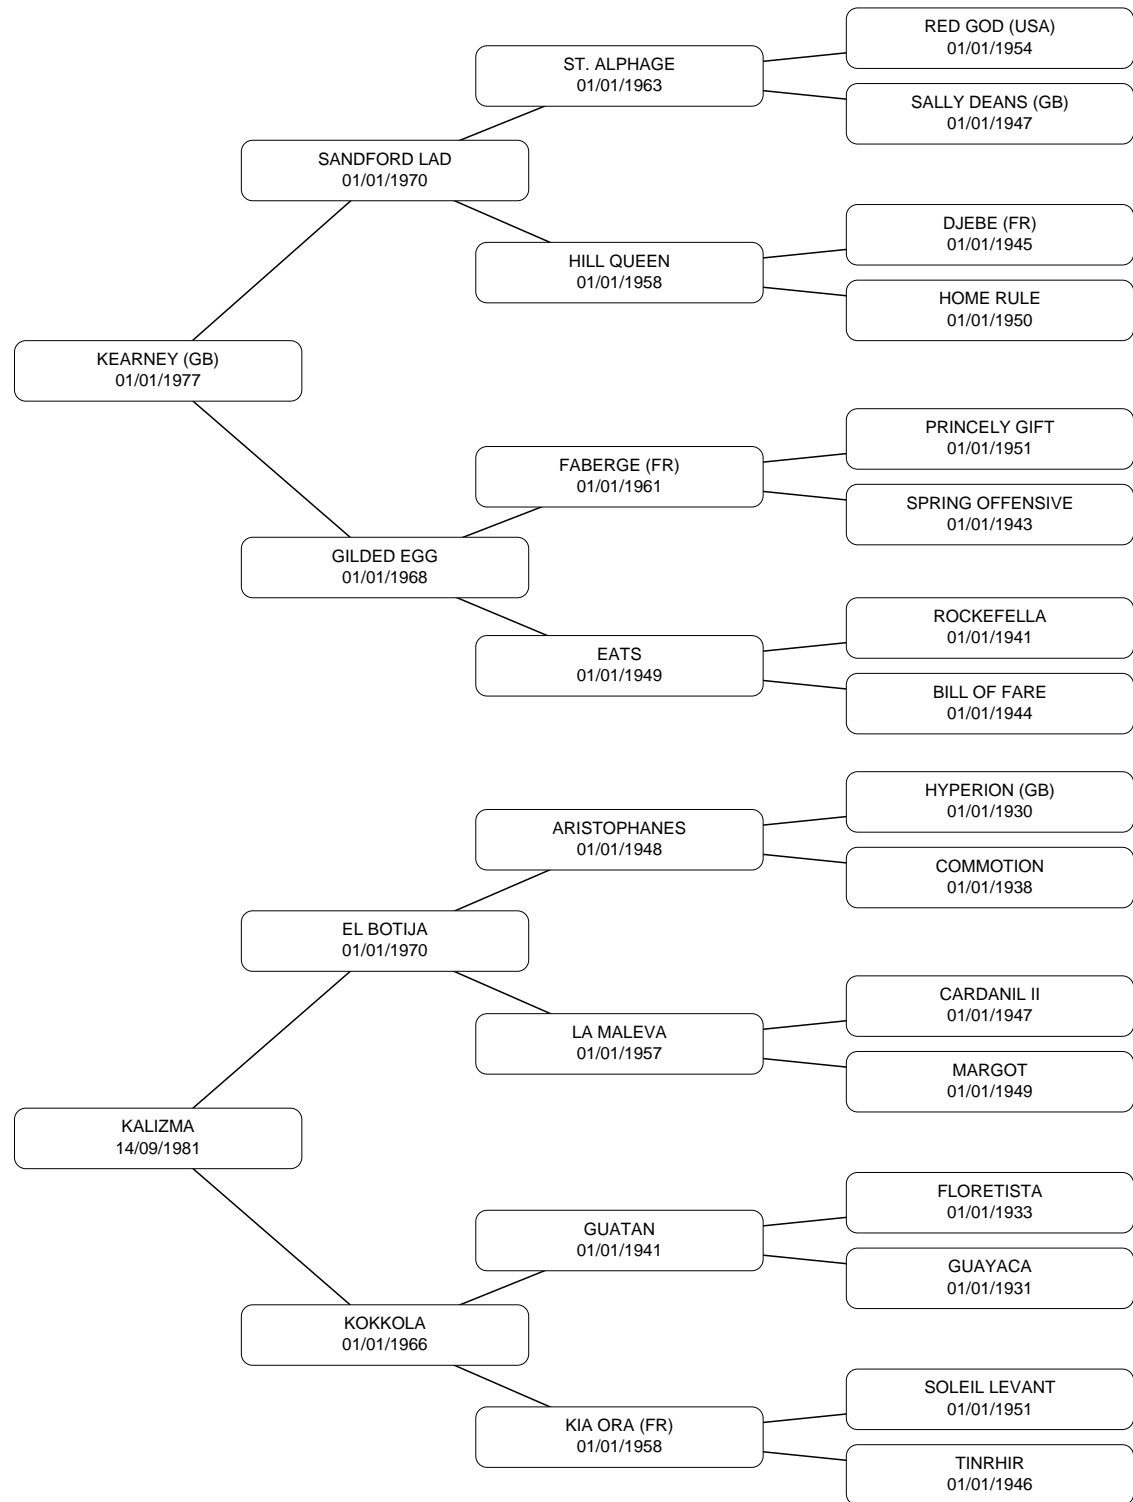 RED GOD (USA)
01/01/1954
ST. ALPHAGE
01/01/1963
SALLY DEANS (GB)
01/01/1947
SANDFORD LAD
01/01/1970
DJEBE (FR)
01/01/1945
HILL QUEEN
01/01/1958
HOME RULE
01/01/1950
KEARNEY (GB)
01/01/1977
PRINCELY GIFT
01/01/1951
FABERGE (FR)
01/01/1961
SPRING OFFENSIVE
01/01/1943
GILDED EGG
01/01/1968
ROCKEFELLA
01/01/1941
EATS
01/01/1949
BILL OF FARE
01/01/1944
HYPERION (GB)
01/01/1930
ARISTOPHANES
01/01/1948
COMMOTION
01/01/1938
EL BOTIJA
01/01/1970
CARDANIL II
01/01/1947
LA MALEVA
01/01/1957
MARGOT
01/01/1949
KALIZMA
14/09/1981
FLORETISTA
01/01/1933
GUATAN
01/01/1941
GUAYACA
01/01/1931
KOKKOLA
01/01/1966
SOLEIL LEVANT
01/01/1951
KIA ORA (FR)
01/01/1958
TINRHIR
01/01/1946